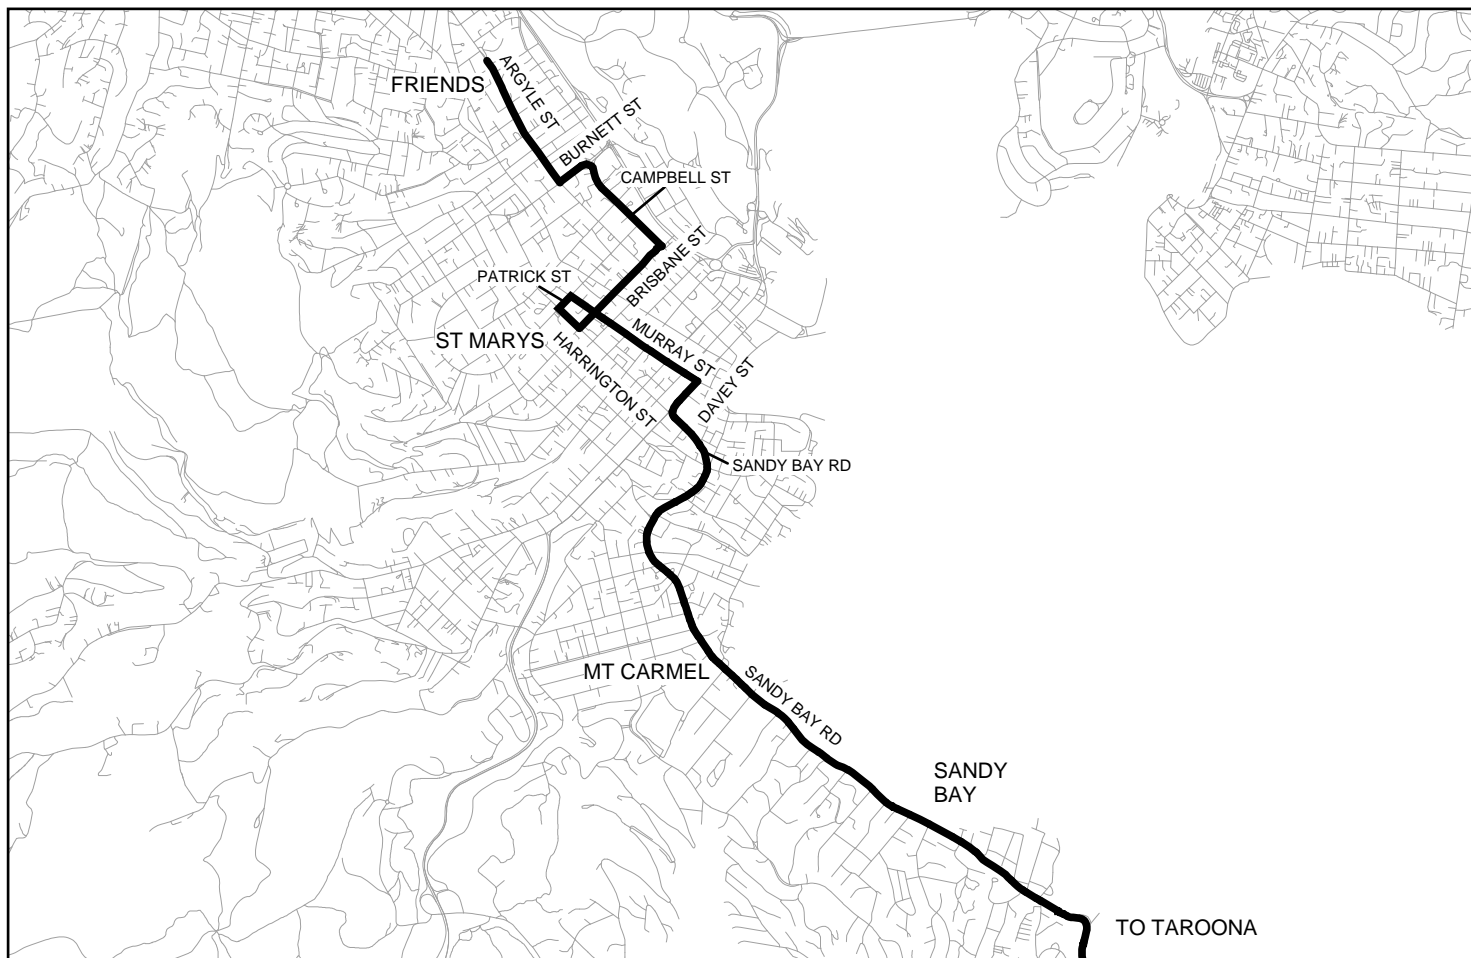 FRIENDS
ARGYLE ST
BURNETT ST
CAMPBELL ST
BRISBANE ST
PATRICK ST
ST MARYS
HARRINGTON ST
MURRAY ST
DAVEY ST
SANDY BAY RD
MT CARMEL
SANDY BAY RD
SANDY
BAY
TO TAROONA